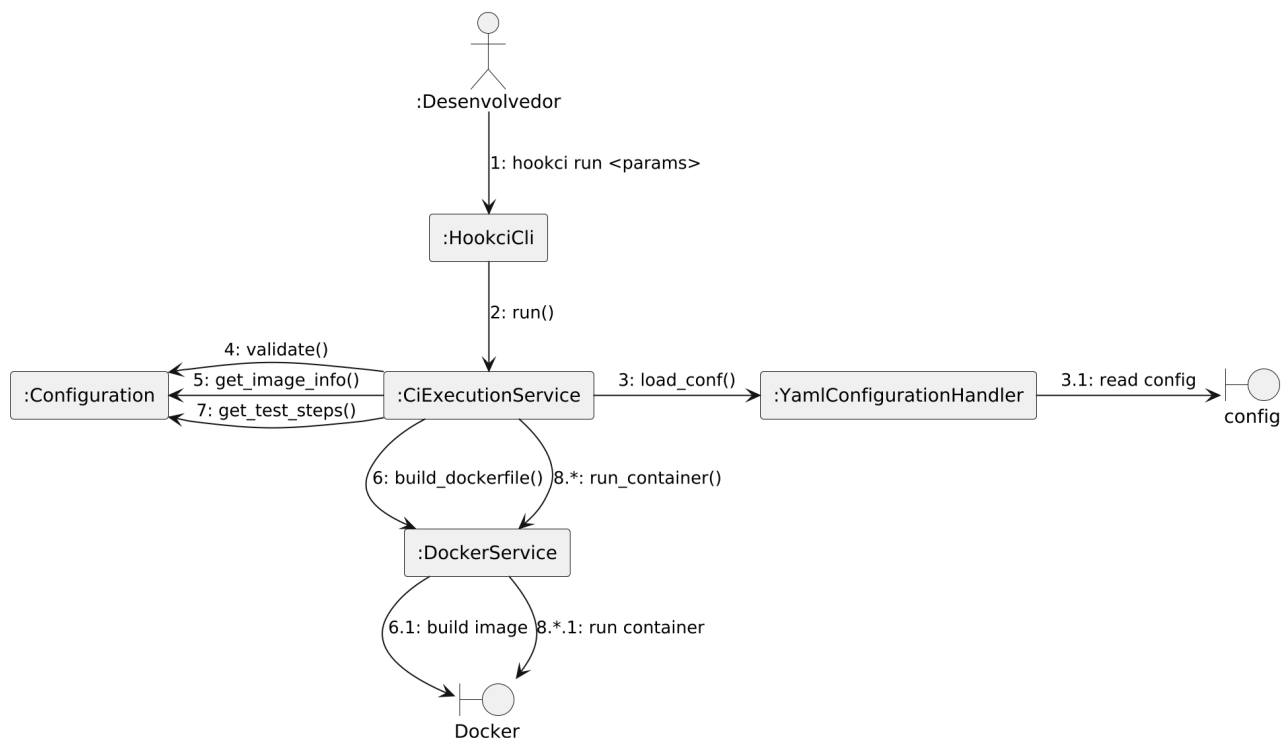 :Desenvolvedor
1: hookci run <params>
:HookciCli
2: run()
4: validate()
5: get_image_info()
7: get_test_steps()
:Configuration
:CiExecutionService
3: load_conf()
:YamlConfigurationHandler
3.1: read config
config
6: build_dockerfile()
8.*: run_container()
:DockerService
6.1: build image
8.*.1: run container
Docker